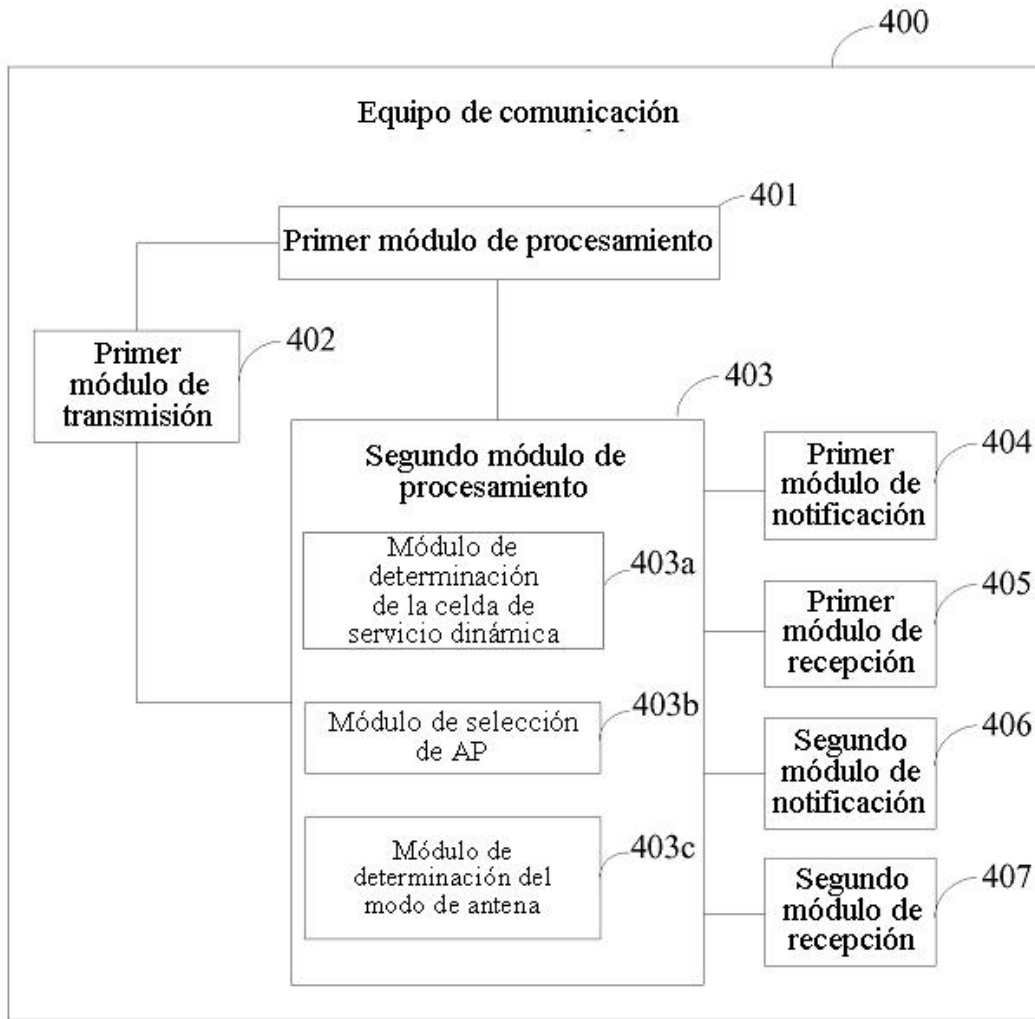 400
Equipo de comunicación
401
Primer módulo de procesamiento
402
Primer
módulo de
transmisión
403
Segundo módulo de
procesamiento
403a
Módulo de
determinación
de la celda de
servicio dinámica
403b
Módulo de selección
de AP
403c
Módulo de
determinación del
modo de antena
404
Primer
módulo de
notificación
405
Primer
módulo de
recepción
406
Segundo
módulo de
notificación
407
Segundo
módulo de
recepción